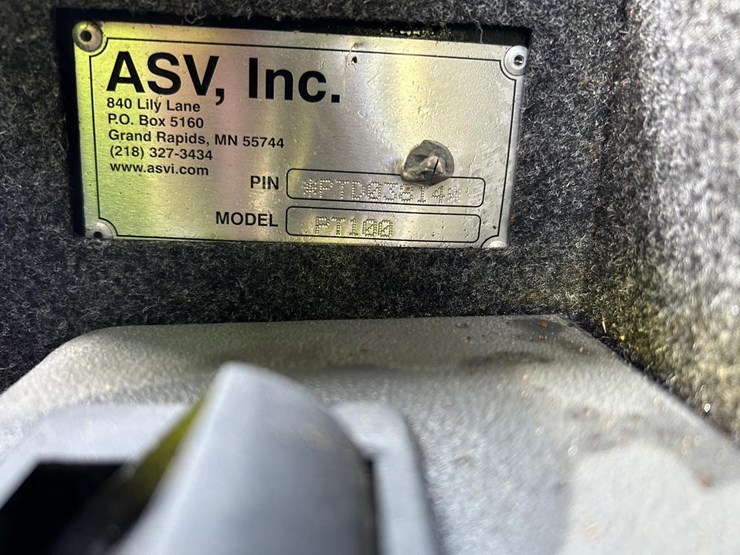 ASV, Inc.
840 Lily Lane
P.O. Box 5160
Grand Rapids, MN 55744
(218) 327-3434
www.asvi.com
PIN
MODEL PT100